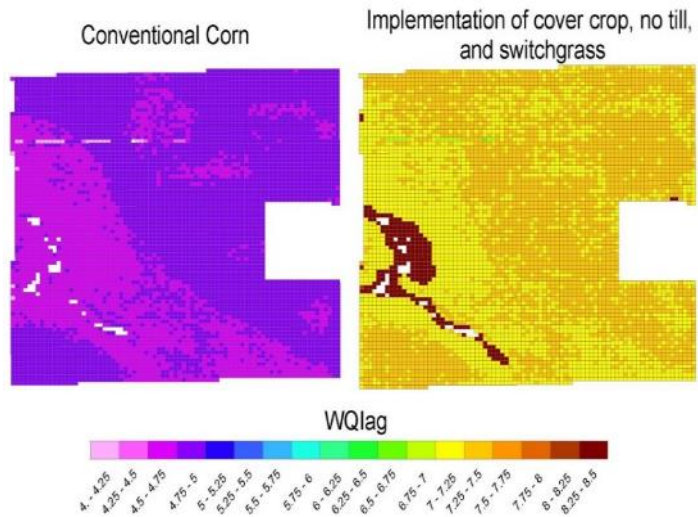 Conventional Corn
Implementation of cover crop, no till,
and switchgrass
WQIag
4. - 4.25
4.25 - 4.5
4.5 - 4.75
4.75 - 5
5 - 5.25
5.25 - 5.5
5.5 - 5.75
5.75 - 6
6 - 6.25
6.25 - 6.5
6.5 - 6.75
6.75 - 7
7 - 7.25
7.25 - 7.5
7.5 - 7.75
7.75 - 8
8 - 8.25
8.25 - 8.5